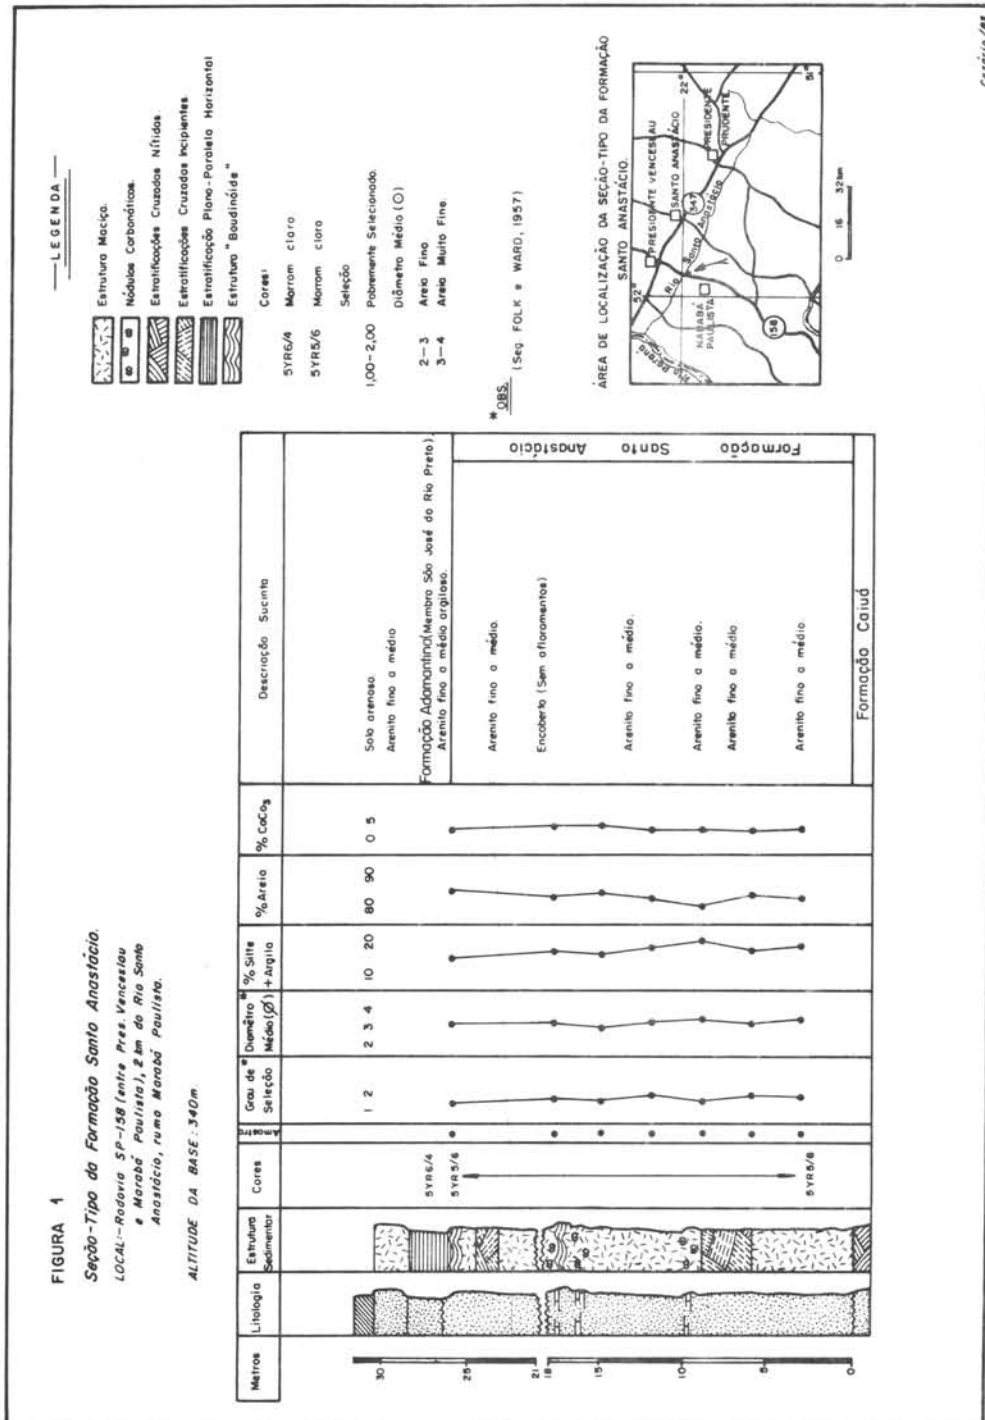 FIGURA 1
Seção-Tipo da Formação Santo Anastácio.
LOCAL:-Rodovia SP-158 (entre Pres. Venceslau
e Marabá Paulista), 2 km do Rio Santo
Anastácio, rumo Marabá Paulista.
ALTITUDE DA BASE: 340m.
Metros
Litologia
Estrutura
Sedimentar
Cores
Amostra
Grau de *
Seleção
Diamêtro *
Médio (Ø)
% Silte
+ Argila
% Areia
% CaCo3
Descriação Sucinta
30
25
21
18
15
10
5
0
5YR6/4
5YR5/6
5YR5/6
1 2
2 3 4
10 20
80 90
0 5
Solo arenoso.
Arenito fino a médio
Formação Adamantina(Membro São José do Rio Preto).
Arenito fino a médio argiloso.
Arenito fino a médio.
Encoberto (Sem afloramentos)
Arenito fino a médio.
Arenito fino a médio.
Arenito fino a médio
Arenito fino a médio.
Formação Caiuá
Formação Santo Anastácio
LEGENDA
Estrutura Maciça.
Nódulos Carbonáticos.
Estratificações Cruzadas Nítidas.
Estratificações Cruzadas Incipientes.
Estratificação Plano-Paralela Horizontal
Estrutura "Boudinóide"
Cores:
5YR6/4 Marrom claro
5YR5/6 Marrom claro
Seleção
1,00-2,00 Pobremente Selecionado.
Diâmetro Médio (O)
2-3 Areia Fina.
3-4 Areia Muito Fina.
* OBS. (Seg FOLK e WARD, 1957)
ÁREA DE LOCALIZAÇÃO DA SEÇÃO-TIPO DA FORMAÇÃO
SANTO ANASTÁCIO.
52°
22°
51°
PRESIDENTE VENCESLAU
SANTO ANASTÁCIO
PRESIDENTE
PRUDENTE
347
Rio Santo Anastácio
PAULISTA
158
Rio Paraná
0 16 32km